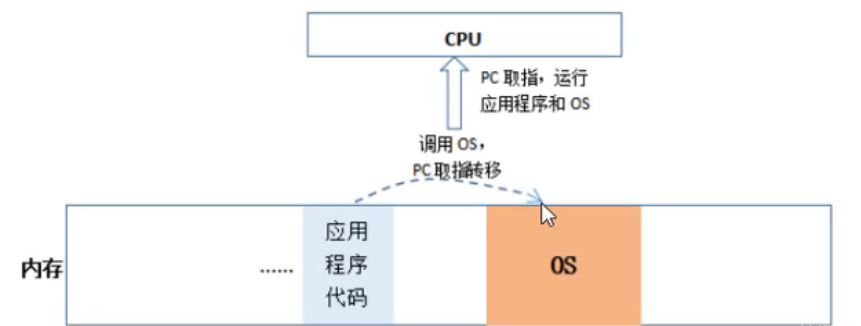 CPU
PC 取指，运行
应用程序和 OS
调用 OS，
PC 取指转移
内存
……
应用
程序
代码
OS